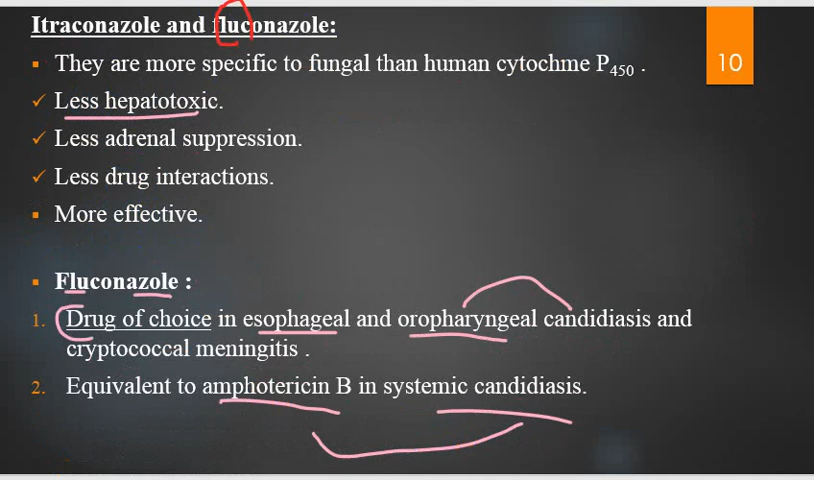 Itraconazole and fluconazole:
10
They are more specific to fungal than human cytochme P450 .
Less hepatotoxic.
Less adrenal suppression.
Less drug interactions.
More effective.
Fluconazole :
1. Drug of choice in esophageal and oropharyngeal candidiasis and
cryptococcal meningitis .
2. Equivalent to amphotericin B in systemic candidiasis.